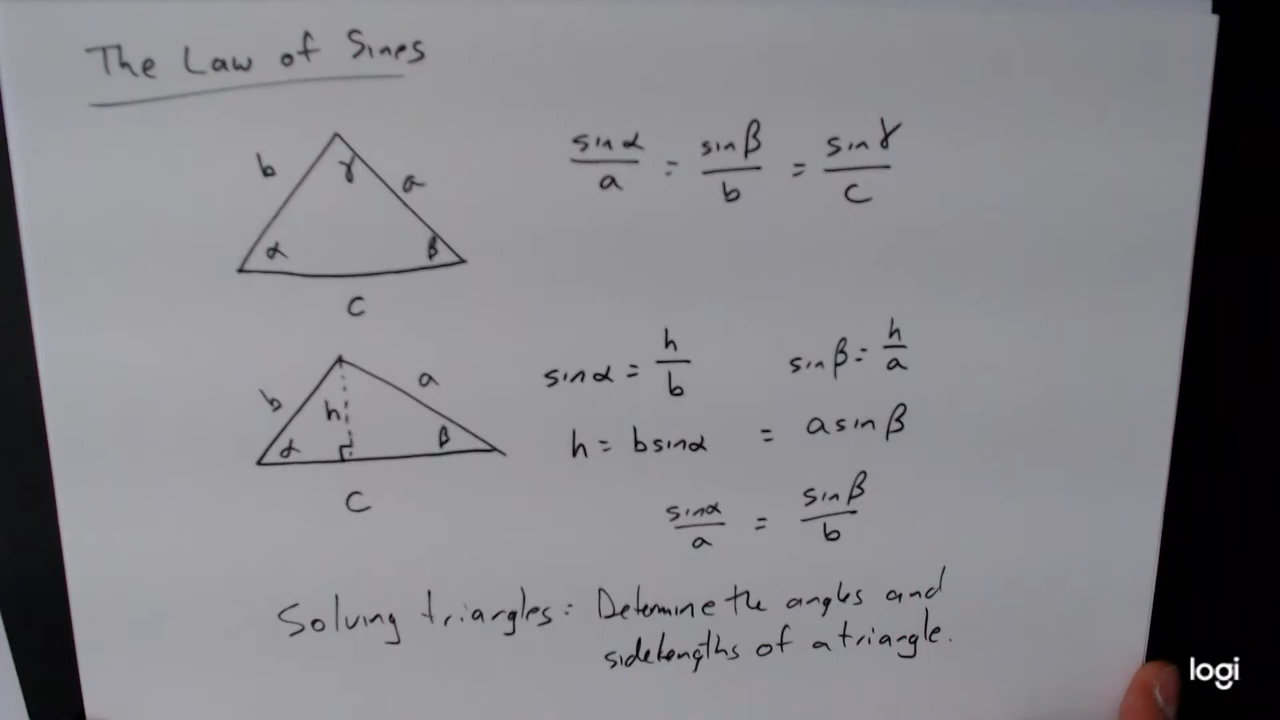 The Law of Sines
b γ a
α β
c
sinα/a = sinβ/b = sinγ/c
b h a
α β
c
sinα = h/b sinβ = h/a
h = bsinα = asinβ
sinα/a = sinβ/b
Solving triangles: Determine the angles and
sidelengths of a triangle.
logi